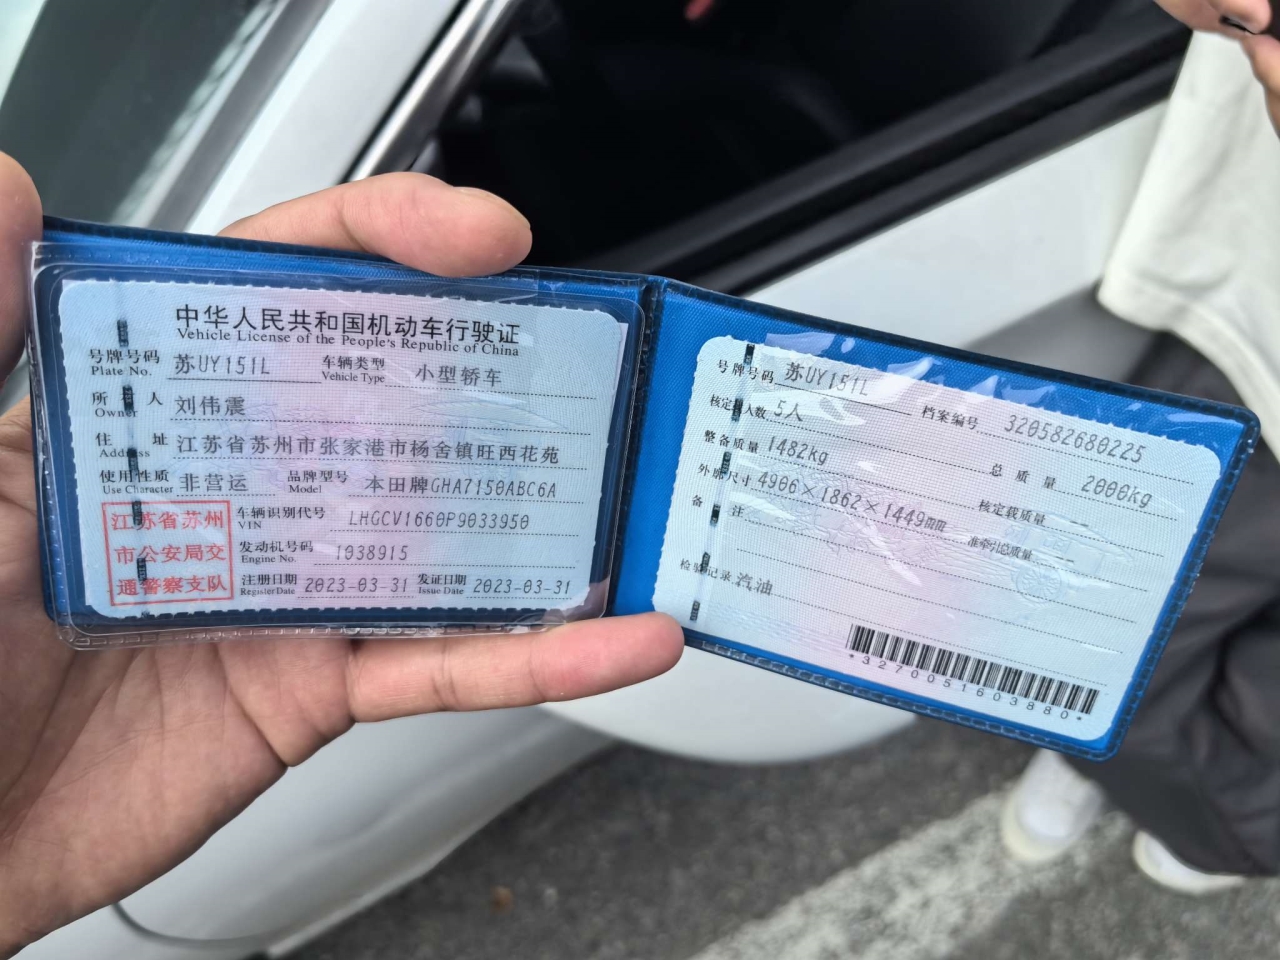 中华人民共和国机动车行驶证
Vehicle License of the People's Republic of China
号牌号码 苏UY151L 车辆类型 小型轿车
Plate No. Vehicle Type
所有人 刘伟震
Owner
住址 江苏省苏州市张家港市杨舍镇旺西花苑
Address
使用性质 非营运 品牌型号 本田牌GHA7150ABC6A
Use Character Model
江苏省苏州
市公安局交
通警察支队
车辆识别代号 LHGCV1660P9033950
VIN
发动机号码 1038915
Engine No.
注册日期 2023-03-31 发证日期 2023-03-31
Register Date Issue Date
号牌号码 苏UY151L 档案编号 320582680225
核定载人数 5人 总质量 2000kg
整备质量 1482kg 核定载质量 --
外廓尺寸 4906×1862×1449mm 准牵引总质量 --
备注
检验记录 汽油
*3270051603880*